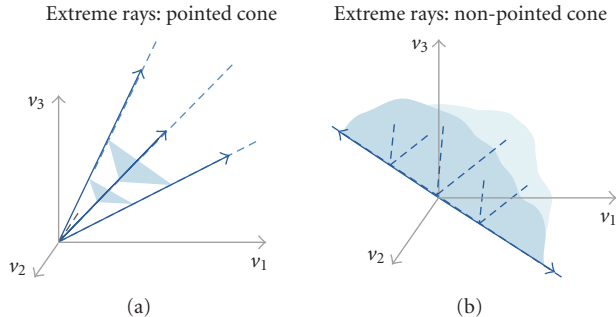 Extreme rays: pointed cone
v3
v1
v2
(a)
Extreme rays: non-pointed cone
v3
v1
v2
(b)